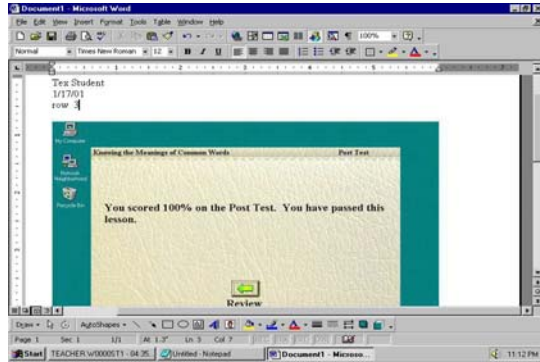 Document1 - Microsoft Word
File Edit View Insert Format Tools Table Window Help
100%
Normal Times New Roman 12 B I U
Tex Student
1/17/01
row 3
My Computer
Knowing the Meanings of Common Words Post Test
Network Neighborhood
Recycle Bin
You scored 100% on the Post Test. You have passed this
lesson.
Review
Draw AutoShapes
Page 1 Sec 1 1/1 At 1.3" Ln 3 Col 7
Start Untitled - Notepad Document1 - Microso... 11:12 PM